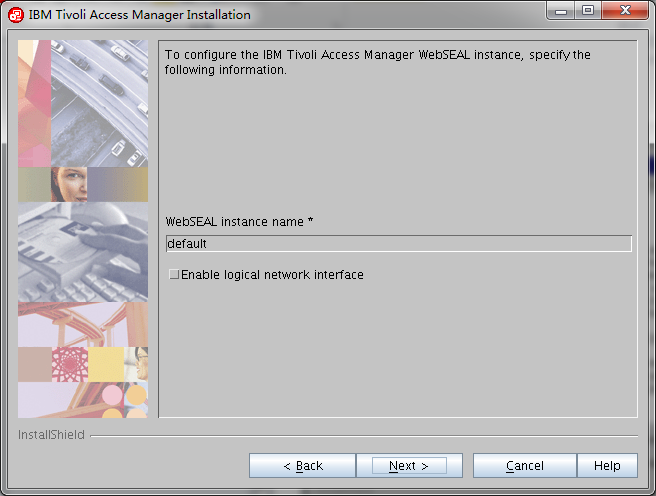 IBM Tivoli Access Manager Installation
To configure the IBM Tivoli Access Manager WebSEAL instance, specify the
following information.
WebSEAL instance name *
default
Enable logical network interface
InstallShield
< Back
Next >
Cancel
Help